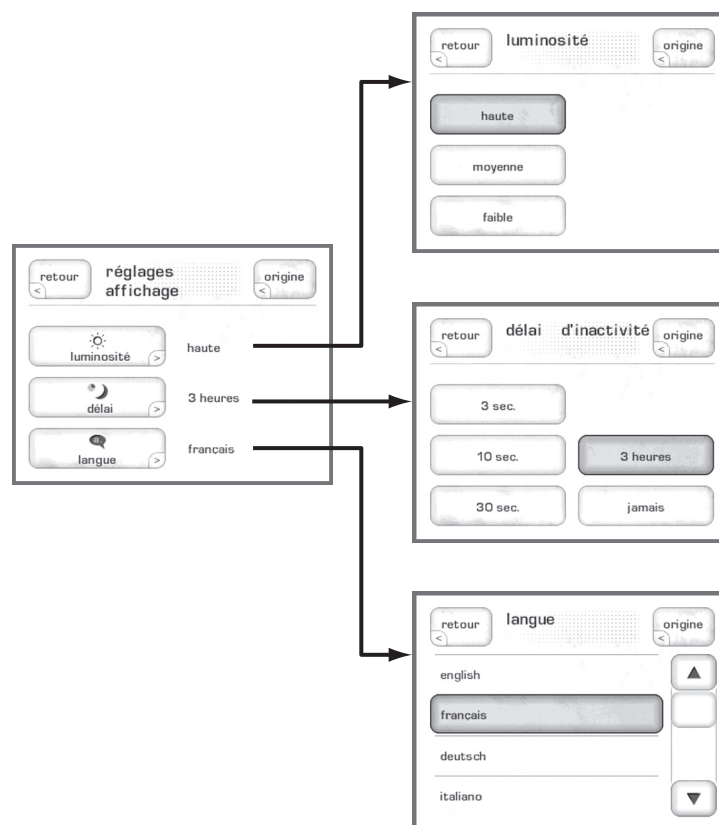 retour
luminosité
origine
haute
moyenne
faible
retour
réglages
affichage
origine
luminosité
haute
délai
3 heures
langue
français
retour
délai d'inactivité
origine
3 sec.
10 sec.
3 heures
30 sec.
jamais
retour
langue
origine
english
français
deutsch
italiano